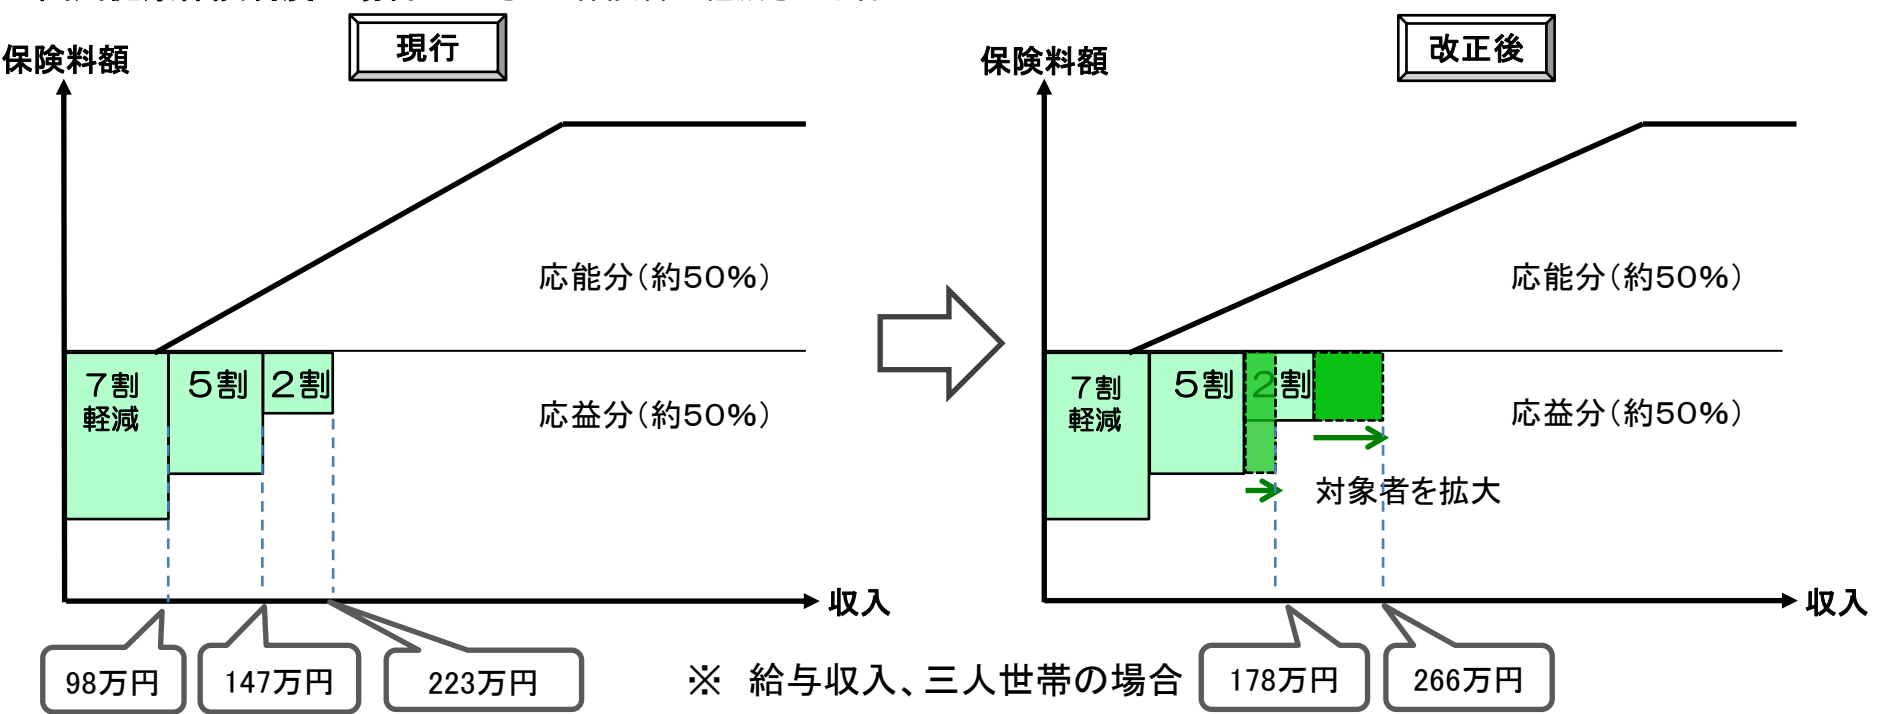 現行
保険料額
応能分（約50%）
7割
軽減
5割
2割
応益分（約50%）
収入
98万円
147万円
223万円
改正後
保険料額
応能分（約50%）
7割
軽減
5割
2割
応益分（約50%）
対象者を拡大
収入
178万円
266万円
※ 給与収入、三人世帯の場合